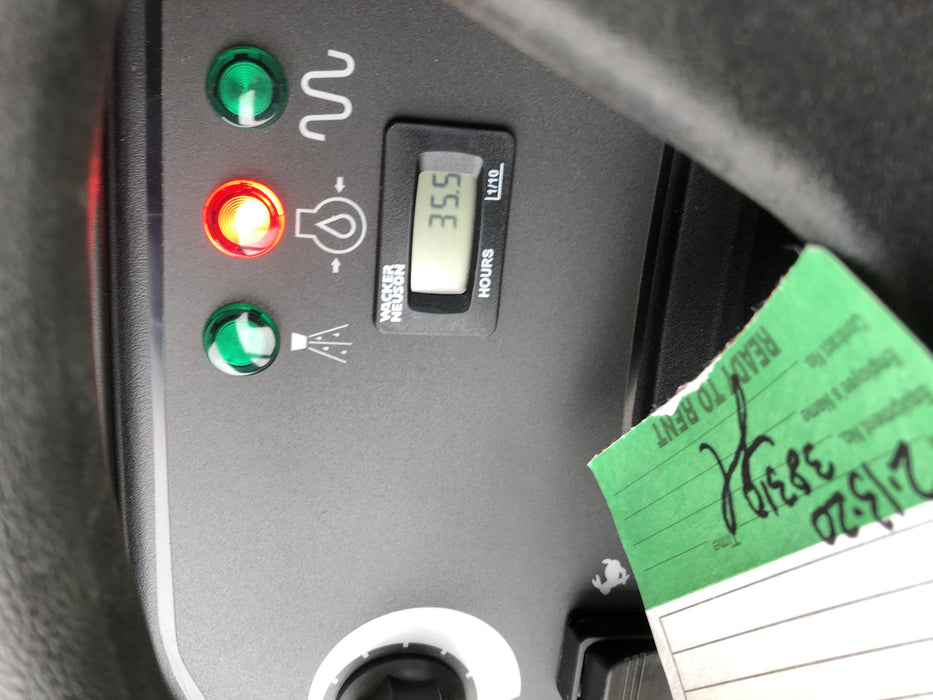 WACKER
NEUSON
35.5
HOURS 1/10
READY TO RENT
Contract No.
Employee's Name
Equipment No.
2-13-20
Time